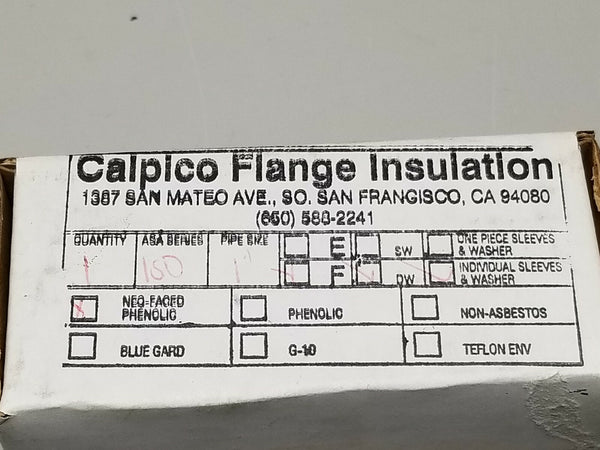 Calpico Flange Insulation
1387 SAN MATEO AVE., SO. SAN FRANCISCO, CA 94080
(650) 588-2241
QUANTITY ASA SERIES PIPE SIZE E SW ONE PIECE SLEEVES
& WASHER
1 150 1" F DW INDIVIDUAL SLEEVES
& WASHER
NEO-FACED
PHENOLIC PHENOLIC NON-ASBESTOS
BLUE GARD G-10 TEFLON ENV